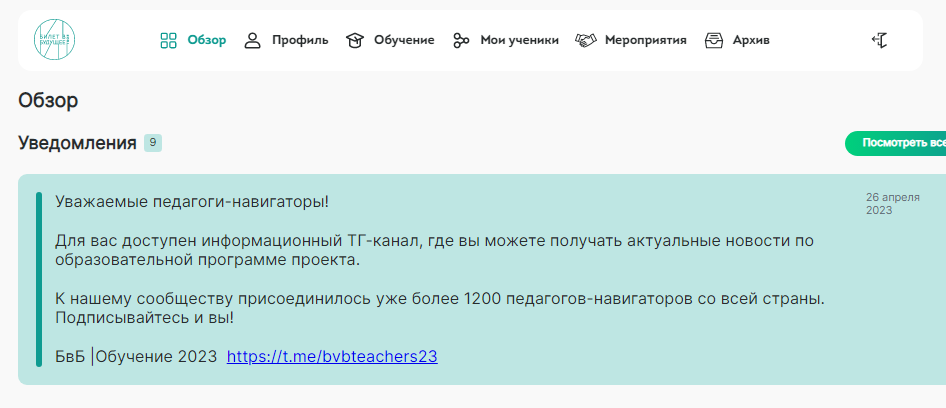 БИЛЕТ В
БУДУЩЕЕ
Обзор
Профиль
Обучение
Мои ученики
Мероприятия
Архив
Обзор
Уведомления 9
Посмотреть все
Уважаемые педагоги-навигаторы!
26 апреля
2023
Для вас доступен информационный ТГ-канал, где вы можете получать актуальные новости по
образовательной программе проекта.
К нашему сообществу присоединилось уже более 1200 педагогов-навигаторов со всей страны.
Подписывайтесь и вы!
БвБ |Обучение 2023 https://t.me/bvbteachers23